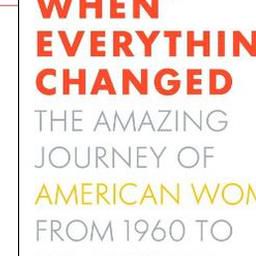 WHEN
EVERYTHIN
CHANGED
THE AMAZING
JOURNEY OF
AMERICAN WOM
FROM 1960 TO